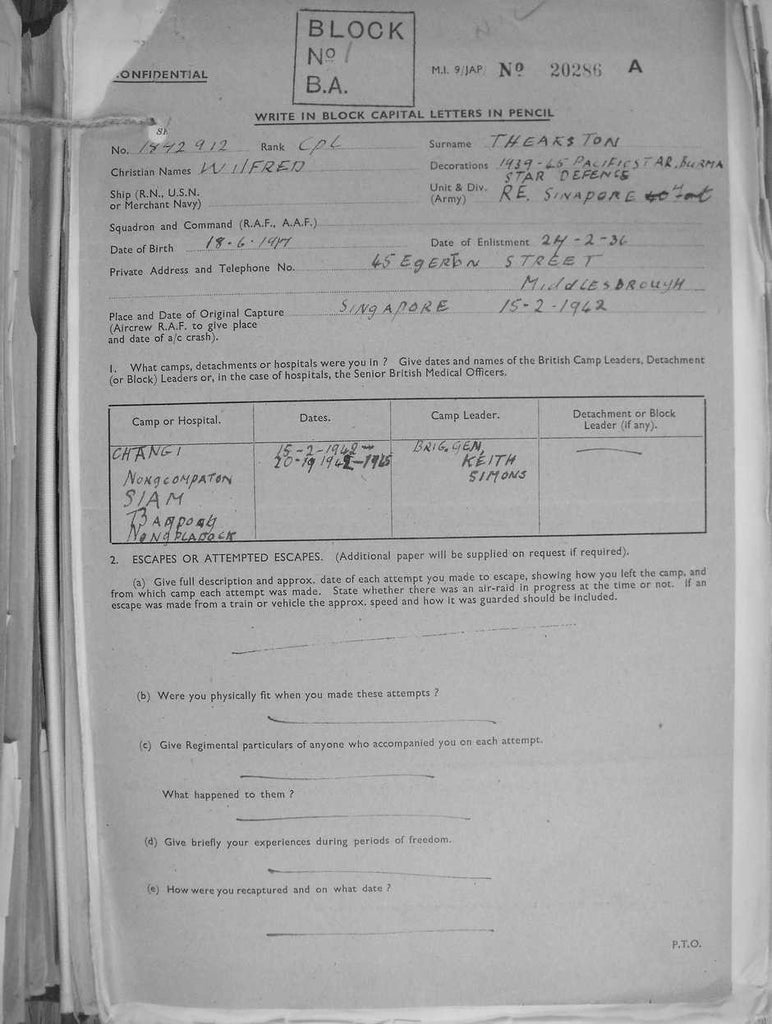 BLOCK
No 1
B.A.
CONFIDENTIAL
M.I. 9/JAP No 20286 A
WRITE IN BLOCK CAPITAL LETTERS IN PENCIL
No. 1872912 Rank CPL Surname THEAKSTON
Christian Names WILFRED Decorations 1939-45 PACIFIC STAR, BURMA
STAR DEFENCE
Ship (R.N., U.S.N.
or Merchant Navy)
Unit & Div. RE. SINAPORE
(Army)
Squadron and Command (R.A.F., A.A.F.)
Date of Birth 18-6-1917 Date of Enlistment 24-2-36
Private Address and Telephone No. 45 EGERTON STREET
MIDDLESBROUGH
Place and Date of Original Capture SINGAPORE 15-2-1942
(Aircrew R.A.F. to give place
and date of a/c crash).
1. What camps, detachments or hospitals were you in ? Give dates and names of the British Camp Leaders, Detachment
(or Block) Leaders or, in the case of hospitals, the Senior British Medical Officers.
Camp or Hospital. Dates. Camp Leader. Detachment or Block
Leader (if any).
CHANGI 15-2-1942 BRIG. GEN,
KEITH
SIMONS
NONGCOMPATON
SIAM
BANPONG
NONGPLADOCK
2. ESCAPES OR ATTEMPTED ESCAPES. (Additional paper will be supplied on request if required).
(a) Give full description and approx. date of each attempt you made to escape, showing how you left the camp, and
from which camp each attempt was made. State whether there was an air-raid in progress at the time or not. If an
escape was made from a train or vehicle the approx. speed and how it was guarded should be included.
(b) Were you physically fit when you made these attempts ?
(c) Give Regimental particulars of anyone who accompanied you on each attempt.
What happened to them ?
(d) Give briefly your experiences during periods of freedom.
(e) How were you recaptured and on what date ?
P.T.O.